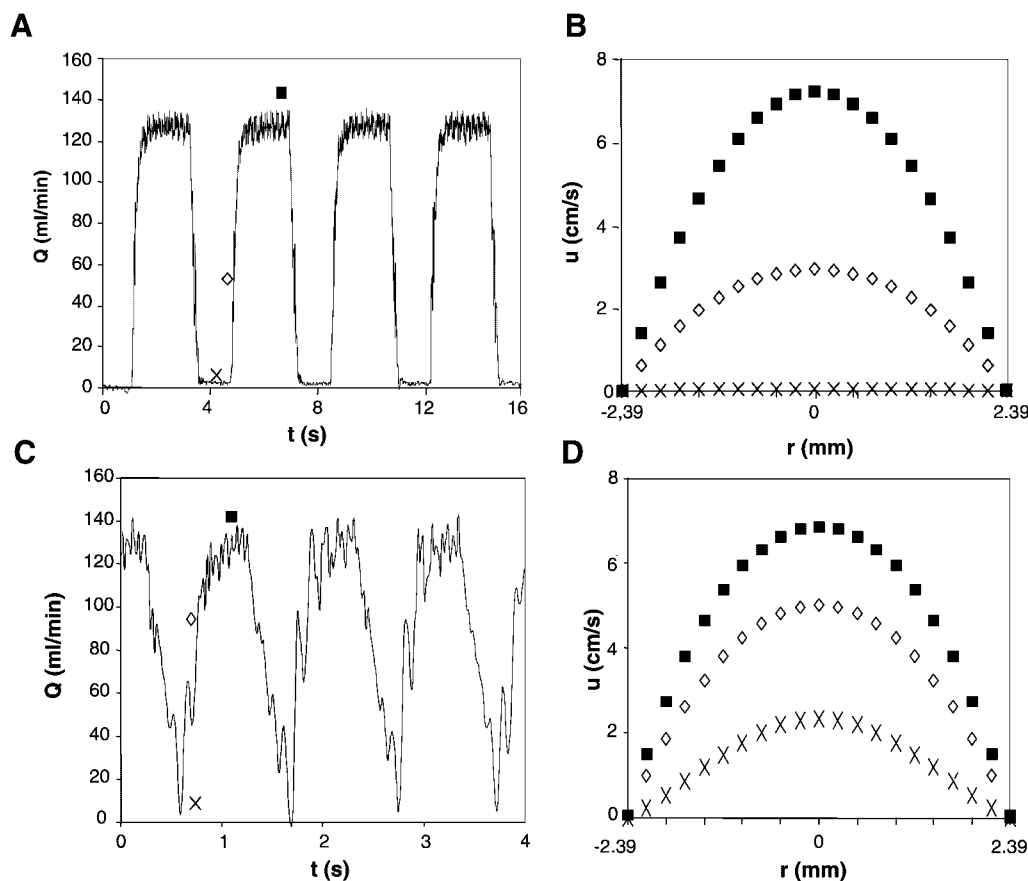 A
160
140
120
100
80
60
40
20
0
Q (ml/min)
0 4 8 12 16
t (s)
B
8
6
4
2
0
u (cm/s)
-2,39 0 2.39
r (mm)
C
160
140
120
100
80
60
40
20
0
Q (ml/min)
0 1 2 3 4
t (s)
D
8
6
4
2
0
u (cm/s)
-2.39 0 2.39
r (mm)